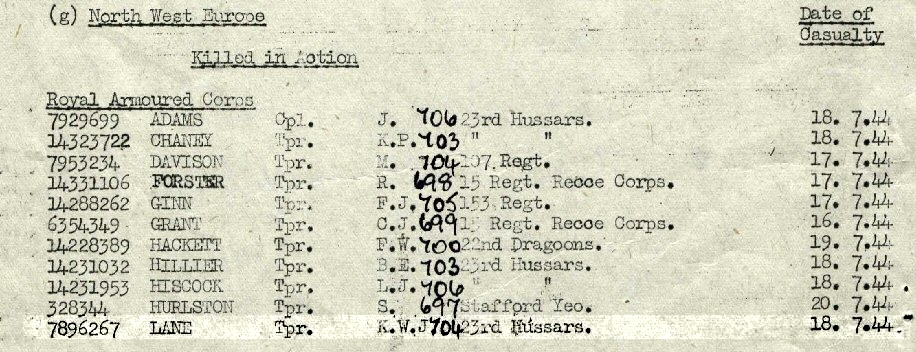 (g) North West Europe Date of
Casualty
Killed in Action
Royal Armoured Corps
7929699 ADAMS Cpl. J. 706 23rd Hussars. 18. 7.44
14323722 CHANEY Tpr. K.P. 703 " " 18. 7.44
7953234 DAVISON Tpr. M. 704 107 Regt. 17. 7.44
14331106 FORSTER Tpr. R. 698 15 Regt. Recce Corps. 17. 7.44
14288262 GINN Tpr. F.J. 705 153 Regt. 17. 7.44
6354349 GRANT Tpr. C.J. 699 15 Regt. Recce Corps. 16. 7.44
14228389 HACKETT Tpr. F.W. 700 22nd Dragoons. 19. 7.44
14231032 HILLIER Tpr. B.E. 703 23rd Hussars. 18. 7.44
14231953 HISCOCK Tpr. L.J. 706 " " 18. 7.44
328344 HURLSTON Tpr. S. 697 Stafford Yeo. 20. 7.44
7896267 LANE Tpr. K.W.J 704 23rd Hussars. 18. 7.44